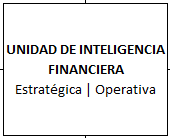 UNIDAD DE INTELIGENCIA
FINANCIERA
Estratégica | Operativa